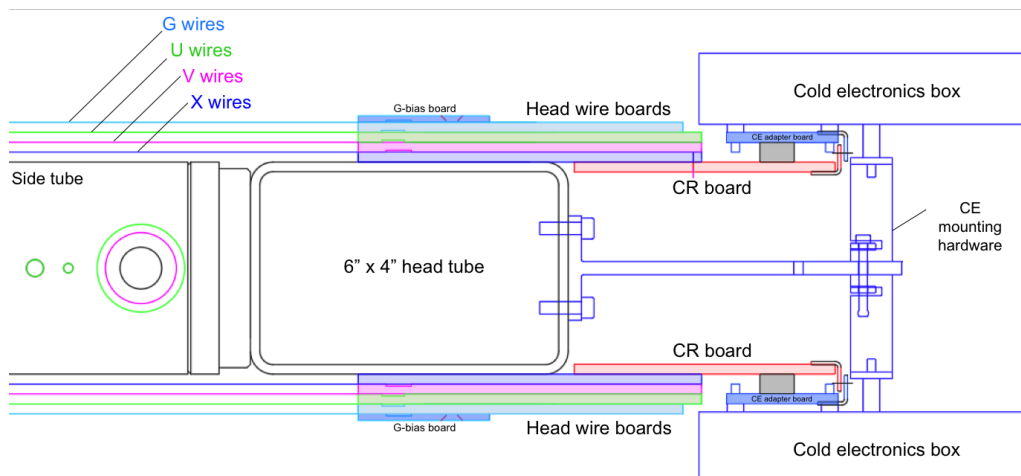 G wires
U wires
V wires
X wires
G-bias board
Head wire boards
Cold electronics box
CE adapter board
Side tube
CR board
CE
mounting
hardware
6” x 4” head tube
CR board
CE adapter board
G-bias board
Head wire boards
Cold electronics box